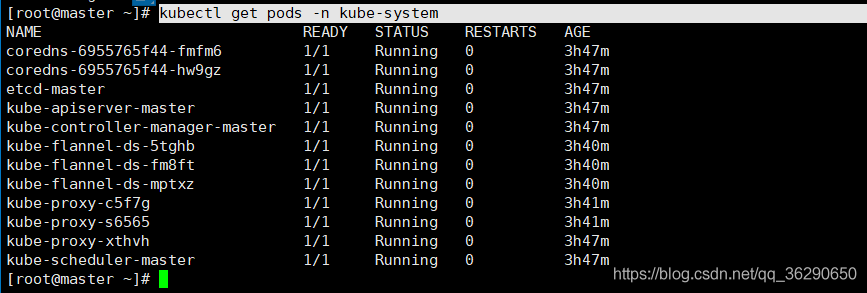 [root@master ~]# kubectl get pods -n kube-system
NAME READY STATUS RESTARTS AGE
coredns-6955765f44-fmfm6 1/1 Running 0 3h47m
coredns-6955765f44-hw9gz 1/1 Running 0 3h47m
etcd-master 1/1 Running 0 3h47m
kube-apiserver-master 1/1 Running 0 3h47m
kube-controller-manager-master 1/1 Running 0 3h47m
kube-flannel-ds-5tghb 1/1 Running 0 3h40m
kube-flannel-ds-fm8ft 1/1 Running 0 3h40m
kube-flannel-ds-mptxz 1/1 Running 0 3h40m
kube-proxy-c5f7g 1/1 Running 0 3h41m
kube-proxy-s6565 1/1 Running 0 3h41m
kube-proxy-xthvh 1/1 Running 0 3h47m
kube-scheduler-master 1/1 Running 0 3h47m
[root@master ~]#
https://blog.csdn.net/qq_36290650